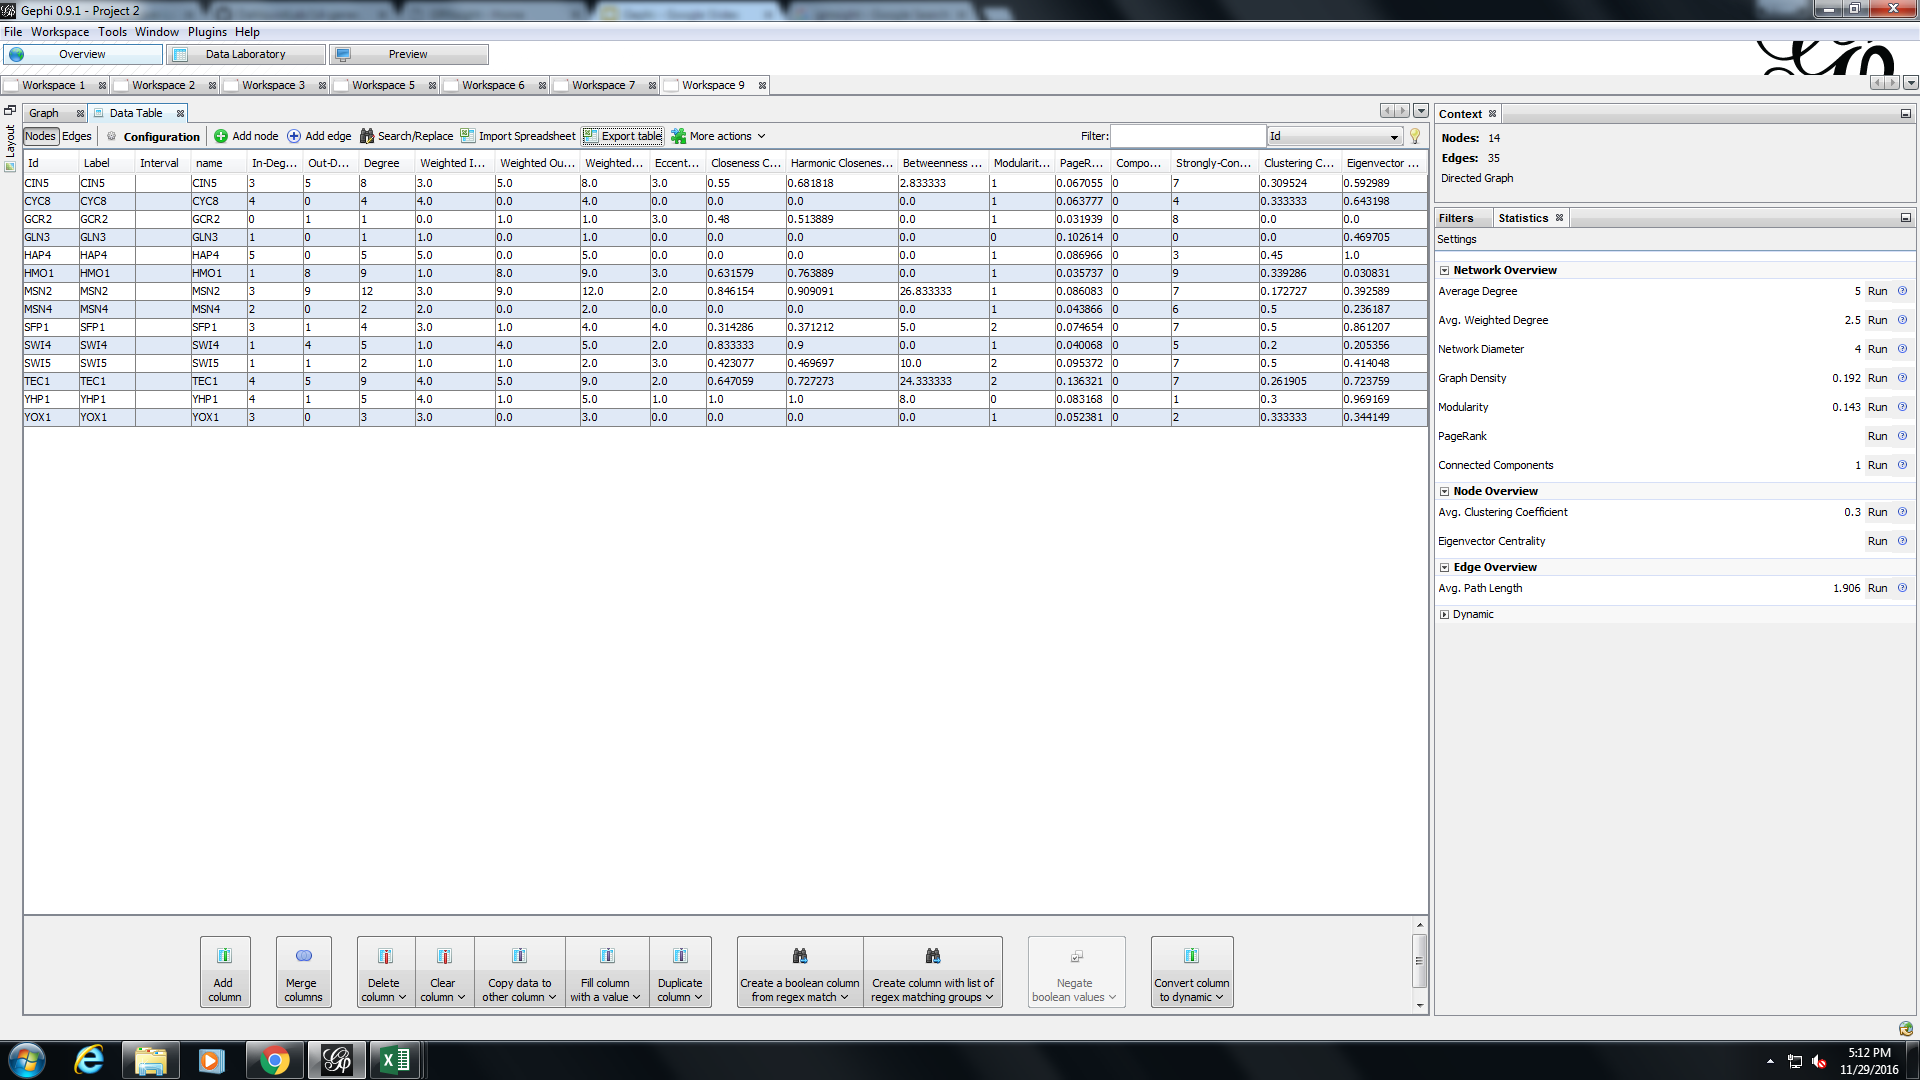 Gephi 0.9.1 - Project 2
File Workspace Tools Window Plugins Help
Overview Data Laboratory Preview
Workspace 1 Workspace 2 Workspace 3 Workspace 5 Workspace 6 Workspace 7 Workspace 9
Layout
Graph Data Table
Nodes Edges Configuration Add node Add edge Search/Replace Import Spreadsheet Export table More actions Filter: Id
Id Label Interval name In-Deg... Out-D... Degree Weighted I... Weighted Ou... Weighted... Eccent... Closeness C... Harmonic Closenes... Betweenness ... Modularit... PageR... Compo... Strongly-Con... Clustering C... Eigenvector ...
CIN5 CIN5 CIN5 3 5 8 3.0 5.0 8.0 3.0 0.55 0.681818 2.833333 1 0.067055 0 7 0.309524 0.592989
CYC8 CYC8 CYC8 4 0 4 4.0 0.0 4.0 0.0 0.0 0.0 0.0 1 0.063777 0 4 0.333333 0.643198
GCR2 GCR2 GCR2 0 1 1 0.0 1.0 1.0 3.0 0.48 0.513889 0.0 1 0.031939 0 8 0.0 0.0
GLN3 GLN3 GLN3 1 0 1 1.0 0.0 1.0 0.0 0.0 0.0 0.0 0 0.102614 0 0 0.0 0.469705
HAP4 HAP4 HAP4 5 0 5 5.0 0.0 5.0 0.0 0.0 0.0 0.0 1 0.086966 0 3 0.45 1.0
HMO1 HMO1 HMO1 1 8 9 1.0 8.0 9.0 3.0 0.631579 0.763889 0.0 1 0.035737 0 9 0.339286 0.030831
MSN2 MSN2 MSN2 3 9 12 3.0 9.0 12.0 2.0 0.846154 0.909091 26.833333 1 0.086083 0 7 0.172727 0.392589
MSN4 MSN4 MSN4 2 0 2 2.0 0.0 2.0 0.0 0.0 0.0 0.0 1 0.043866 0 6 0.5 0.236187
SFP1 SFP1 SFP1 3 1 4 3.0 1.0 4.0 4.0 0.314286 0.371212 5.0 2 0.074654 0 7 0.5 0.861207
SWI4 SWI4 SWI4 1 4 5 1.0 4.0 5.0 2.0 0.833333 0.9 0.0 1 0.040068 0 5 0.2 0.205356
SWI5 SWI5 SWI5 1 1 2 1.0 1.0 2.0 3.0 0.423077 0.469697 10.0 2 0.095372 0 7 0.5 0.414048
TEC1 TEC1 TEC1 4 5 9 4.0 5.0 9.0 2.0 0.647059 0.727273 24.333333 2 0.136321 0 7 0.261905 0.723759
YHP1 YHP1 YHP1 4 1 5 4.0 1.0 5.0 1.0 1.0 1.0 8.0 0 0.083168 0 1 0.3 0.969169
YOX1 YOX1 YOX1 3 0 3 3.0 0.0 3.0 0.0 0.0 0.0 0.0 1 0.052381 0 2 0.333333 0.344149
Add column
Merge columns
Delete column
Clear column
Copy data to other column
Fill column with a value
Duplicate column
Create a boolean column from regex match
Create column with list of regex matching groups
Negate boolean values
Convert column to dynamic
Context
Nodes: 14
Edges: 35
Directed Graph
Filters Statistics
Settings
Network Overview
Average Degree 5 Run
Avg. Weighted Degree 2.5 Run
Network Diameter 4 Run
Graph Density 0.192 Run
Modularity 0.143 Run
PageRank Run
Connected Components 1 Run
Node Overview
Avg. Clustering Coefficient 0.3 Run
Eigenvector Centrality Run
Edge Overview
Avg. Path Length 1.906 Run
Dynamic
5:12 PM
11/29/2016